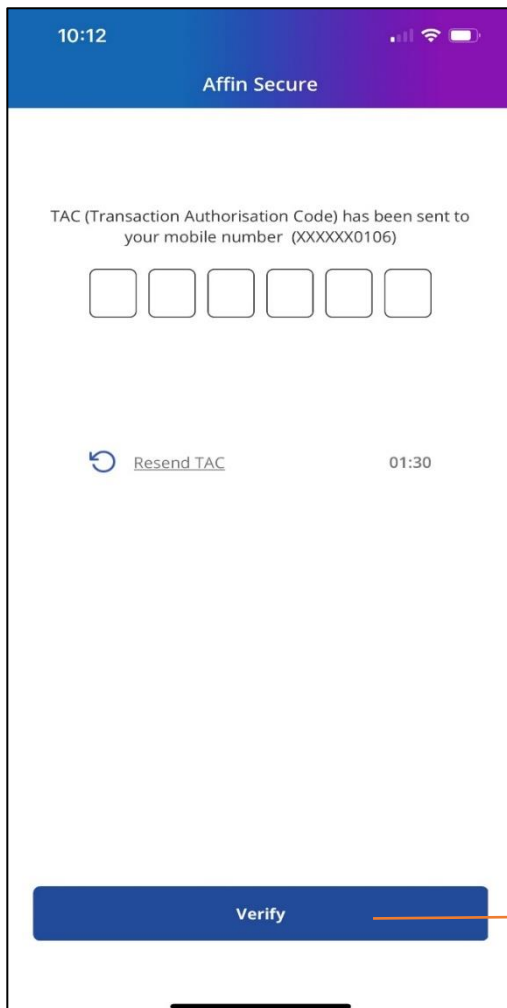 10:12
Affin Secure
TAC (Transaction Authorisation Code) has been sent to
your mobile number (XXXXXX0106)
Resend TAC 01:30
Verify